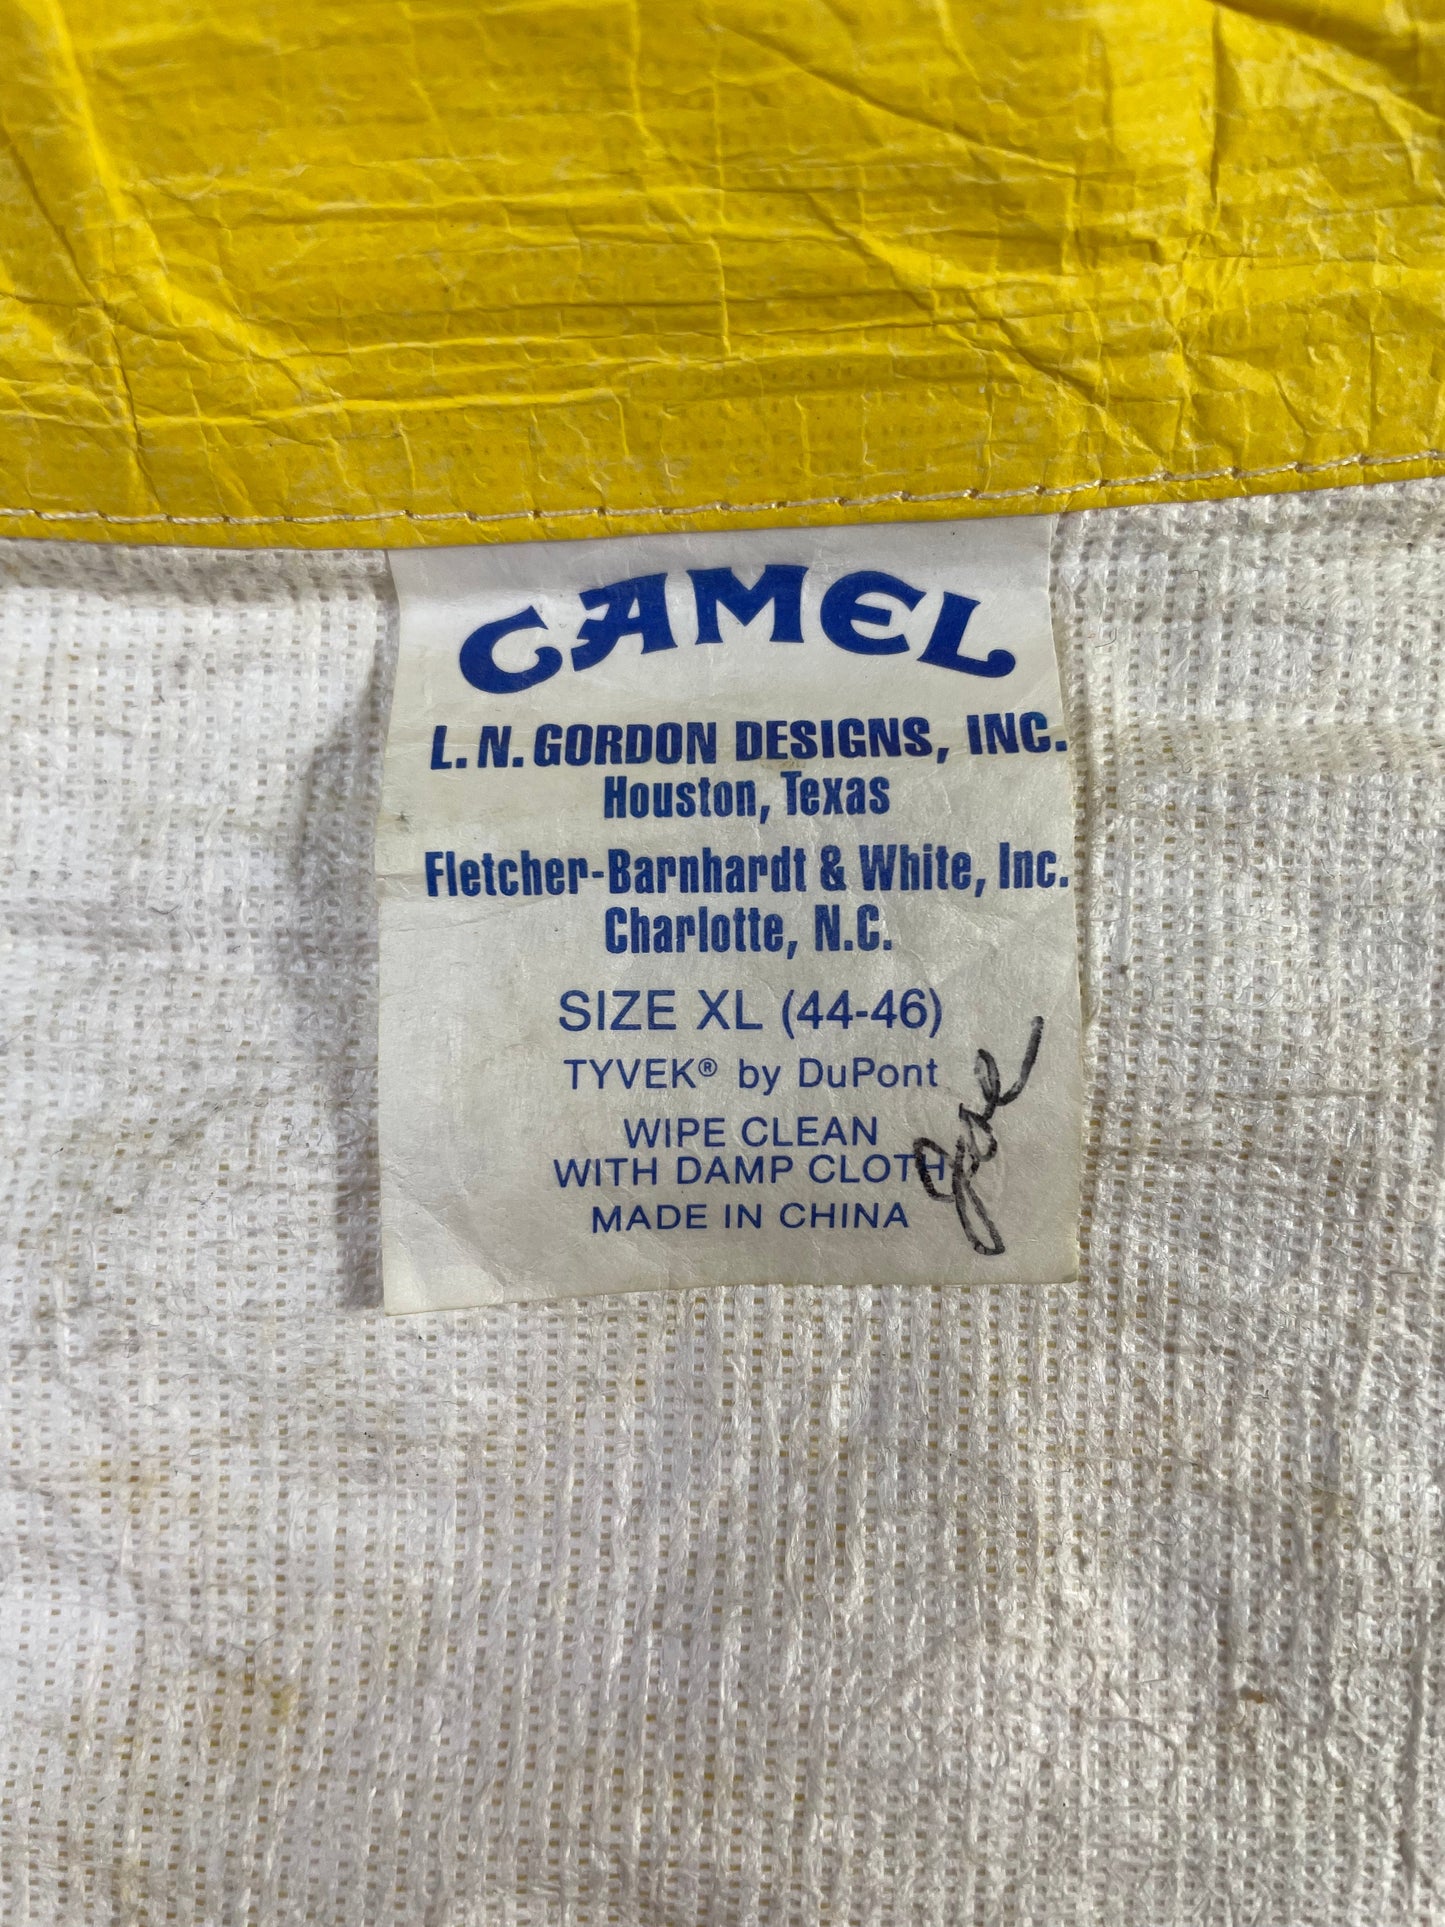 CAMEL
L.N. GORDON DESIGNS, INC.
Houston, Texas
Fletcher-Barnhardt & White, Inc.
Charlotte, N.C.
SIZE XL (44-46)
TYVEK® by DuPont
WIPE CLEAN
WITH DAMP CLOTH
MADE IN CHINA